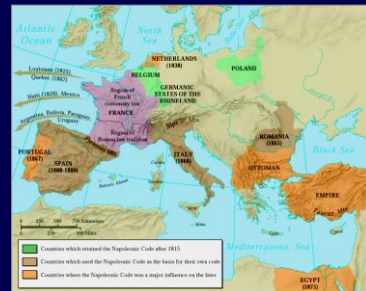 Atlantic
Ocean
North
Sea
NETHERLANDS
(1838)
BELGIUM
POLAND
GERMANIC
STATES OF THE
RHINELAND
Louisiana (1825)
Quebec (1867)
Haiti (1826), Mexico
Argentina, Bolivia, Paraguay,
Uruguay
Region of
French
customary law
FRANCE
Region of
Roman law tradition
PORTUGAL
(1867)
SPAIN
(1888-1889)
ITALY
(1866)
ROMANIA
(1865)
Black Sea
OTTOMAN
EMPIRE
Mediterranean Sea
EGYPT
(1875)
Countries which retained the Napoleonic Code after 1815
Countries which used the Napoleonic Code as the basis for their own code
Countries where the Napoleonic Code was a major influence on the laws